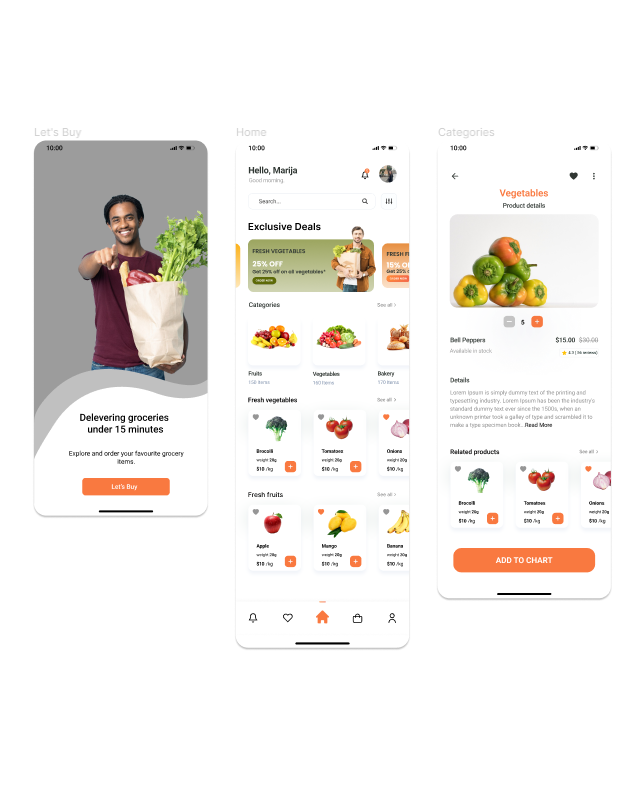 Let's Buy
10:00
Delevering groceries
under 15 minutes
Explore and order your favourite grocery
items.
Let's Buy
Home
10:00
Hello, Marija
Good morning
Search...
Exclusive Deals
FRESH VEGETABLES
25% OFF
Get 25% off on all vegetables*
ORDER NOW
FRESH F
15% O
Get 25% o
ORDER NOW
Categories
See all >
Fruits
150 Items
Vegetables
160 Items
Bakery
170 Items
Fresh vegetables
See all >
Brocolli
weight 20g
$10 /kg
Tomatoes
weight 20g
$10 /kg
Onions
weight 20g
$10 /kg
Fresh fruits
See all >
Apple
weight 20g
$10 /kg
Mango
weight 20g
$10 /kg
Banana
weight 20g
$10 /kg
Categories
10:00
Vegetables
Product details
5
Bell Peppers
$15.00 $30.00
Available in stock.
Details
Lorem Ipsum is simply dummy text of the printing and
typesetting industry. Lorem Ipsum has been the industry's
standard dummy text ever since the 1500s, when an
unknown printer took a galley of type and scrambled it to
make a type specimen book...Read More
Related products
See all >
Brocolli
weight 20g
$10 /kg
Tomatoes
weight 20g
$10 /kg
Onions
weight 20g
$10 /kg
ADD TO CHART